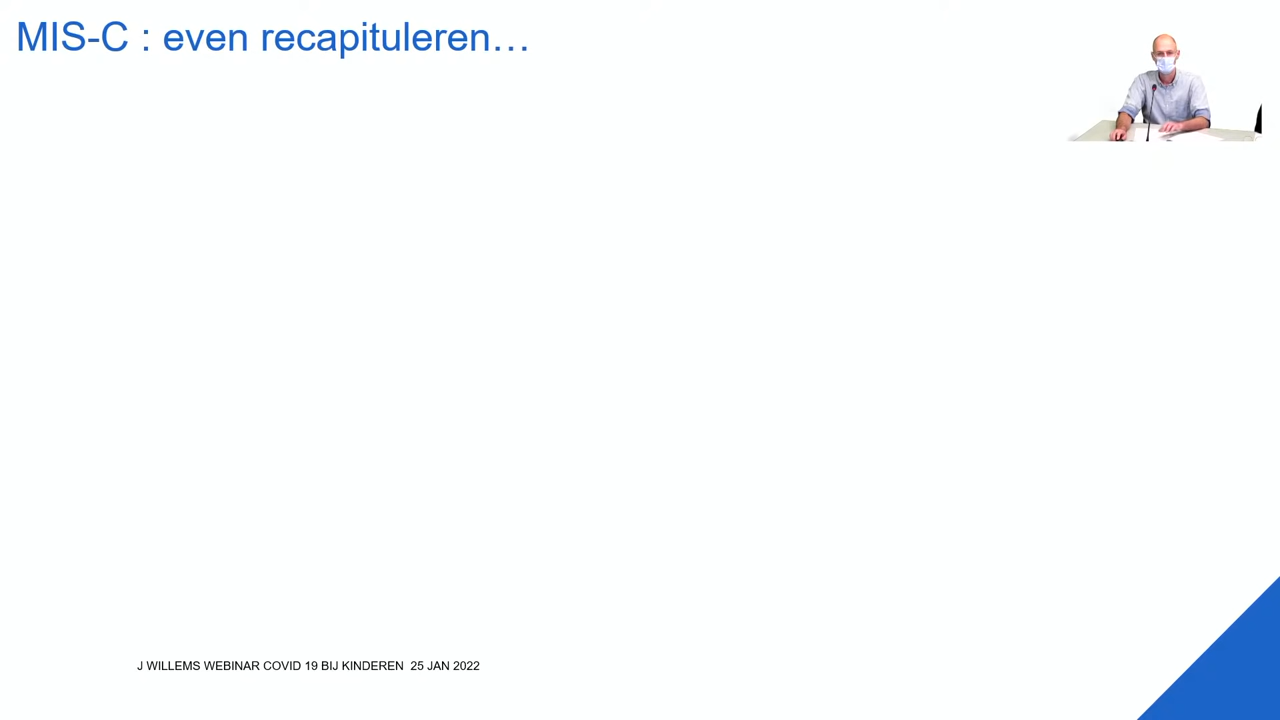 MIS-C : even recapituleren…
J WILLEMS WEBINAR COVID 19 BIJ KINDEREN 25 JAN 2022